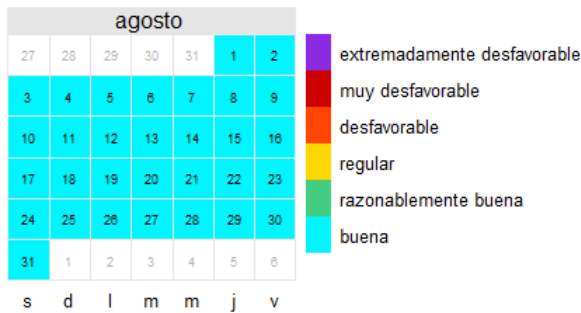 agosto
27 28 29 30 31 1 2
3 4 5 6 7 8 9
10 11 12 13 14 15 16
17 18 19 20 21 22 23
24 25 26 27 28 29 30
31 1 2 3 4 5 6
s d l m m j v
extremadamente desfavorable
muy desfavorable
desfavorable
regular
razonablemente buena
buena